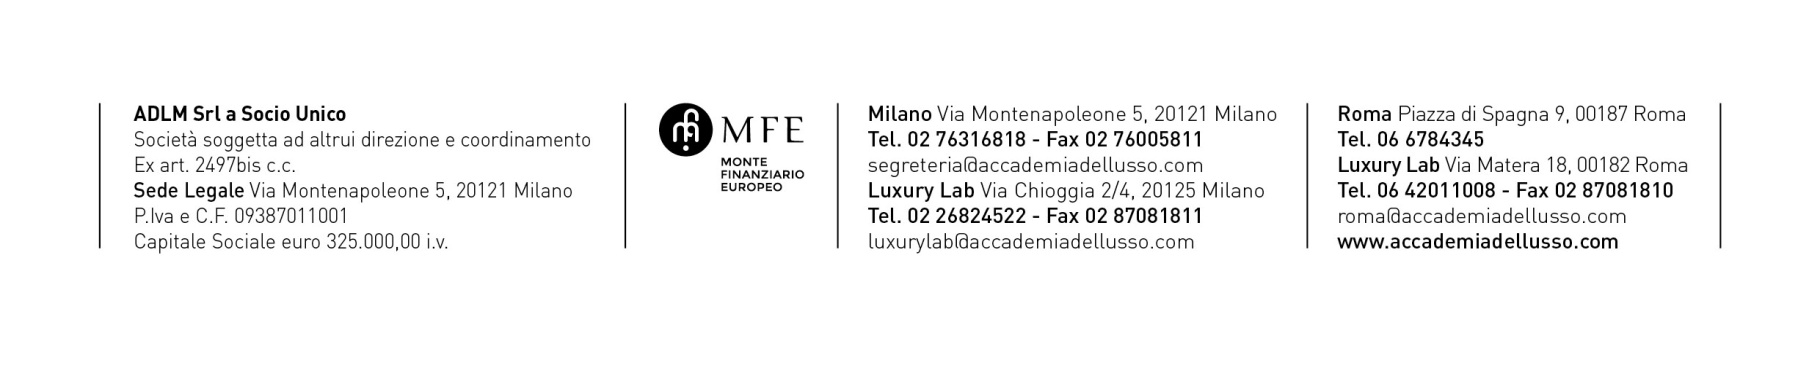 ADLM Srl a Socio Unico
Società soggetta ad altrui direzione e coordinamento
Ex art. 2497bis c.c.
Sede Legale Via Montenapoleone 5, 20121 Milano
P.Iva e C.F. 09387011001
Capitale Sociale euro 325.000,00 i.v.
MFE
MONTE
FINANZIARIO
EUROPEO
Milano Via Montenapoleone 5, 20121 Milano
Tel. 02 76316818 - Fax 02 76005811
segreteria@accademiadellusso.com
Luxury Lab Via Chioggia 2/4, 20125 Milano
Tel. 02 26824522 - Fax 02 87081811
luxurylab@accademiadellusso.com
Roma Piazza di Spagna 9, 00187 Roma
Tel. 06 6784345
Luxury Lab Via Matera 18, 00182 Roma
Tel. 06 42011008 - Fax 02 87081810
roma@accademiadellusso.com
www.accademiadellusso.com